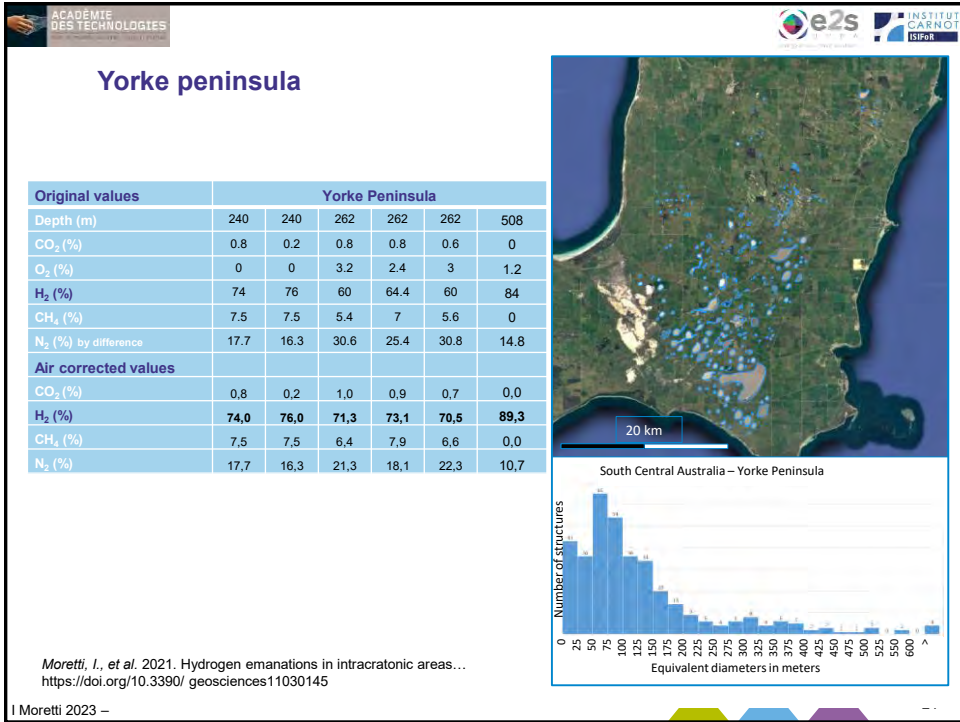 ACADÉMIE
DES TECHNOLOGIES
e2s
UPPA
INSTITUT
CARNOT
ISIFoR
Yorke peninsula
Original values Yorke Peninsula
Depth (m) 240 240 262 262 262 508
CO₂ (%) 0.8 0.2 0.8 0.8 0.6 0
O₂ (%) 0 0 3.2 2.4 3 1.2
H₂ (%) 74 76 60 64.4 60 84
CH₄ (%) 7.5 7.5 5.4 7 5.6 0
N₂ (%) by difference 17.7 16.3 30.6 25.4 30.8 14.8
Air corrected values
CO₂ (%) 0,8 0,2 1,0 0,9 0,7 0,0
H₂ (%) 74,0 76,0 71,3 73,1 70,5 89,3
CH₄ (%) 7,5 7,5 6,4 7,9 6,6 0,0
N₂ (%) 17,7 16,3 21,3 18,1 22,3 10,7
20 km
South Central Australia – Yorke Peninsula
Number of structures
0 25 50 75 100 125 150 175 200 225 250 275 300 325 350 375 400 425 450 475 500 525 550 600 >
Equivalent diameters in meters
Moretti, I., et al. 2021. Hydrogen emanations in intracratonic areas…
https://doi.org/10.3390/ geosciences11030145
I Moretti 2023 –